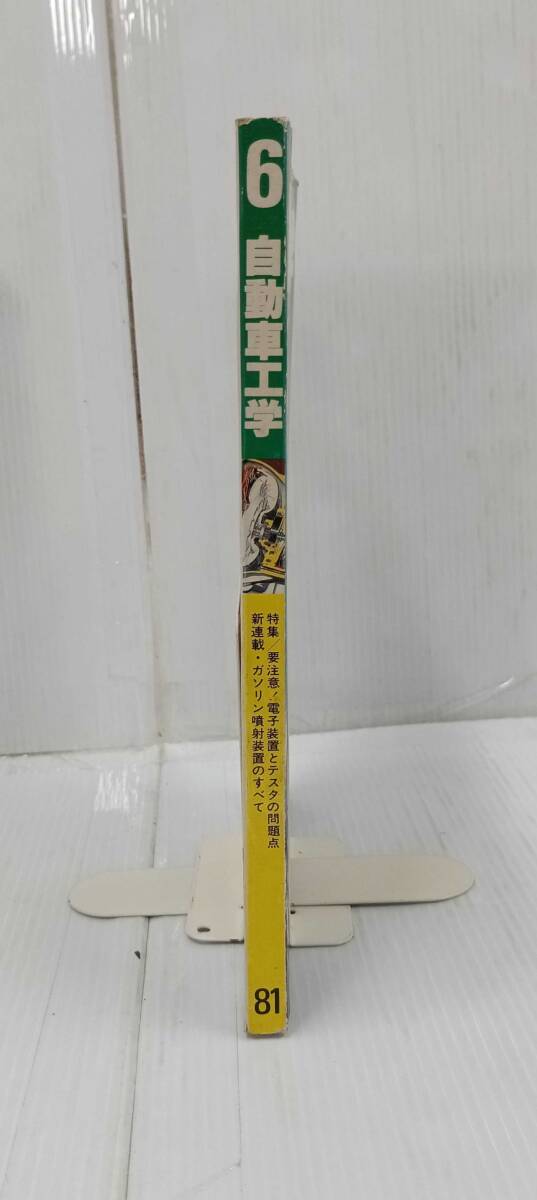 6
自動車工学
特集／要注意！電子装置とテスタの問題点
新連載・ガソリン噴射装置のすべて
81